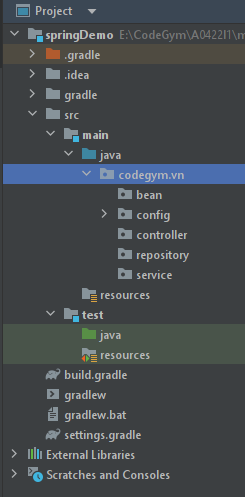 Project
springDemo E:\CodeGym\A0422I1\m
.gradle
.idea
gradle
src
main
java
codegym.vn
bean
config
controller
repository
service
resources
test
java
resources
build.gradle
gradlew
gradlew.bat
settings.gradle
External Libraries
Scratches and Consoles